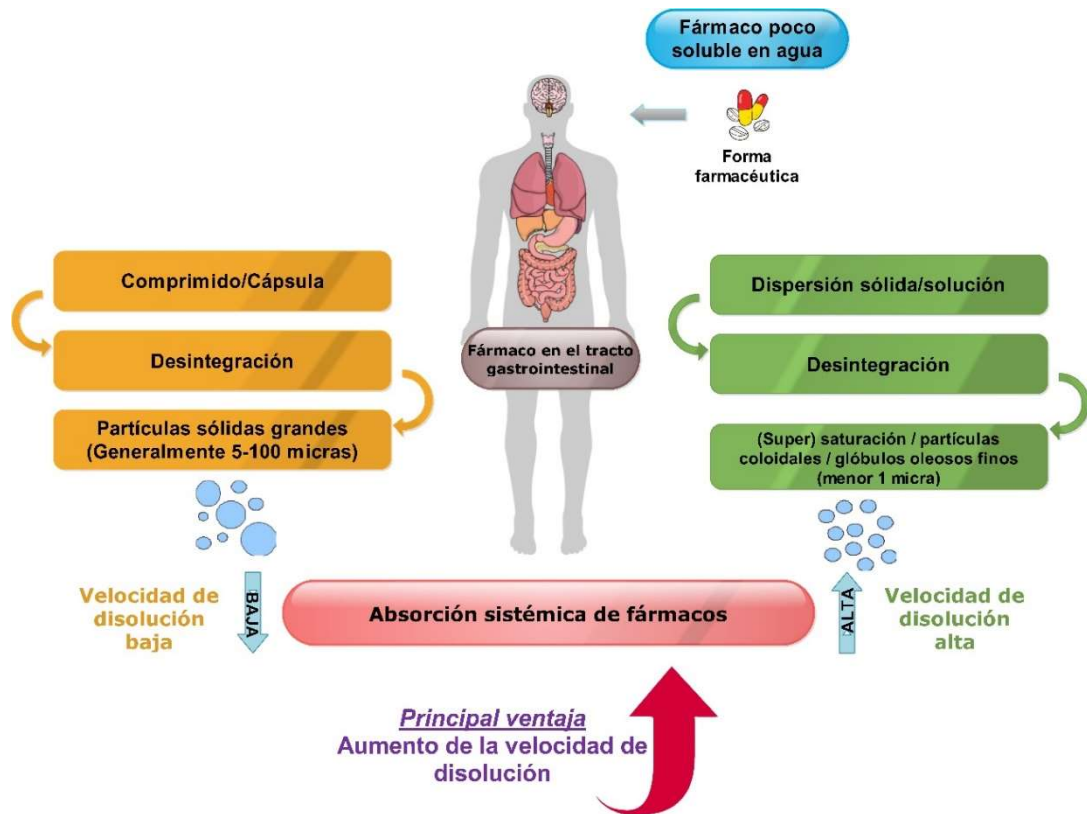 Fármaco poco
soluble en agua
Forma
farmacéutica
Comprimido/Cápsula
Desintegración
Partículas sólidas grandes
(Generalmente 5-100 micras)
Fármaco en el tracto
gastrointestinal
Dispersión sólida/solución
Desintegración
(Super) saturación / partículas
coloidales / glóbulos oleosos finos
(menor 1 micra)
Velocidad de
disolución
baja
BAJA
Absorción sistémica de fármacos
ALTA
Velocidad de
disolución
alta
Principal ventaja
Aumento de la velocidad de
disolución